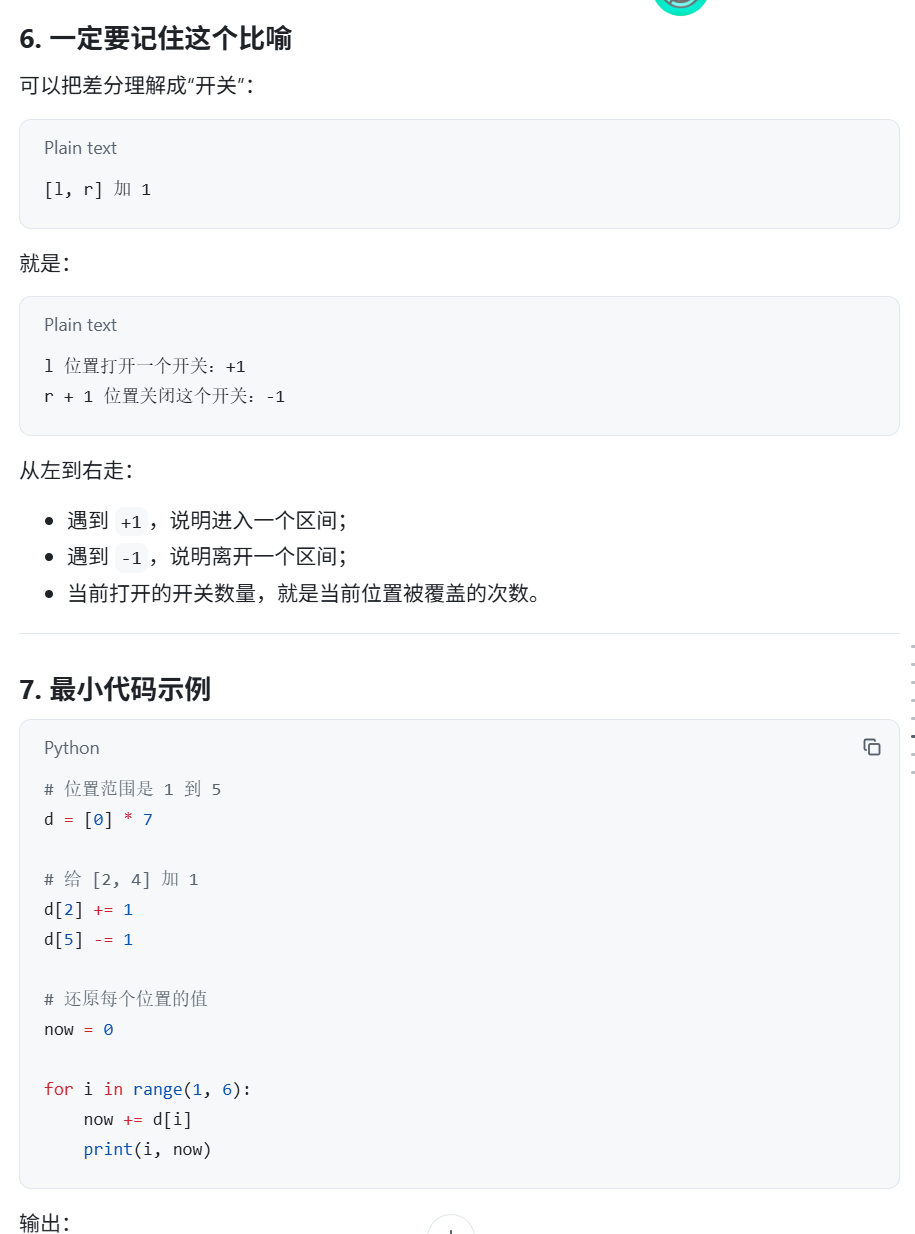 6. 一定要记住这个比喻
可以把差分理解成“开关”：
Plain text
[l, r] 加 1
就是：
Plain text
l 位置打开一个开关：+1
r + 1 位置关闭这个开关：-1
从左到右走：
遇到 +1，说明进入一个区间；
遇到 -1，说明离开一个区间；
当前打开的开关数量，就是当前位置被覆盖的次数。
7. 最小代码示例
Python
# 位置范围是 1 到 5
d = [0] * 7
# 给 [2, 4] 加 1
d[2] += 1
d[5] -= 1
# 还原每个位置的值
now = 0
for i in range(1, 6):
    now += d[i]
    print(i, now)
输出：